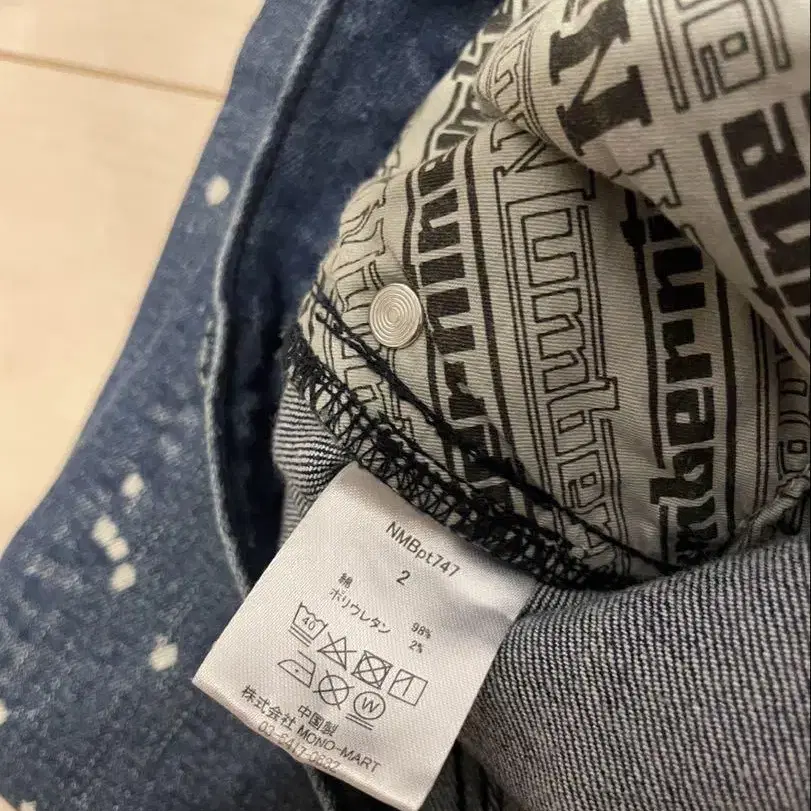 Number
NMBpt747
2
綿 98%
ポリウレタン 2%
40
W
中国製
株式会社 MONO-MART